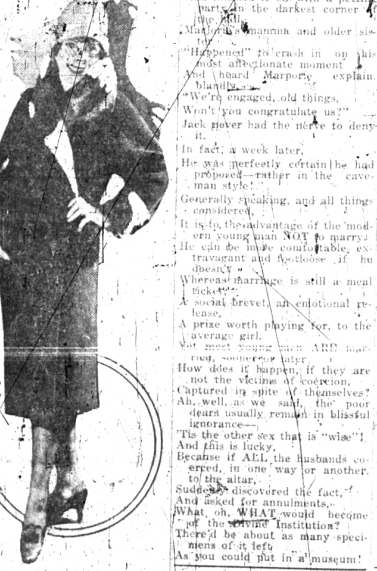 party in the darkest corner of
the hall.
Marjorie's mamma and older sis-
ter
"Happened" to crash in on his
most affectionate moment
And heard Marjorie explain
blandly,
"We're engaged, old things,
Won't you congratulate us?"
Jack never had the nerve to deny
it.
In fact, a week later,
He was perfectly certain he had
proposed—rather in the cave-
man style!
Generally speaking, and all things
considered,
It is to the advantage of the mod-
ern young man NOT to marry.
He can be more comfortable, ex-
travagant and footloose if he
doesn't
Whereas marriage is still a meal
ticket,
A social brevet, an emotional re-
lease,
A prize worth playing for, to the
average girl.
Yet most young men ARE mar-
ried, sooner or later
How does it happen, if they are
not the victims of coercion,
Captured in spite of themselves?
Ah, well, as we said, the poor
dears usually remain in blissful
ignorance—
'Tis the other sex that is "wise"!
And this is lucky,
Because if ALL the husbands co-
erced, in one way or another,
to the altar,
Suddenly discovered the fact,
And asked for annulments,
What, oh, WHAT would become
of the Divine Institution?
There'd be about as many speci-
mens of it left
As you could put in a museum!